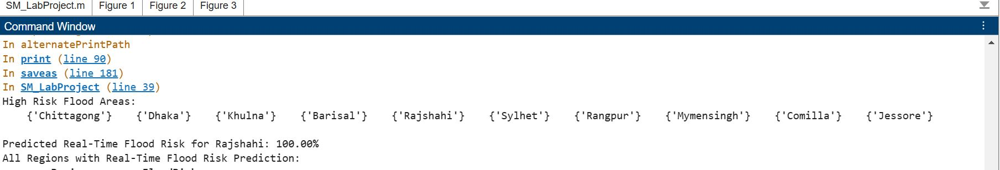 SM_LabProject.m Figure 1 Figure 2 Figure 3
Command Window
In alternatePrintPath
In print (line 90)
In saveas (line 181)
In SM_LabProject (line 39)
High Risk Flood Areas:
{'Chittagong'} {'Dhaka'} {'Khulna'} {'Barisal'} {'Rajshahi'} {'Sylhet'} {'Rangpur'} {'Mymensingh'} {'Comilla'} {'Jessore'}
Predicted Real-Time Flood Risk for Rajshahi: 100.00%
All Regions with Real-Time Flood Risk Prediction: